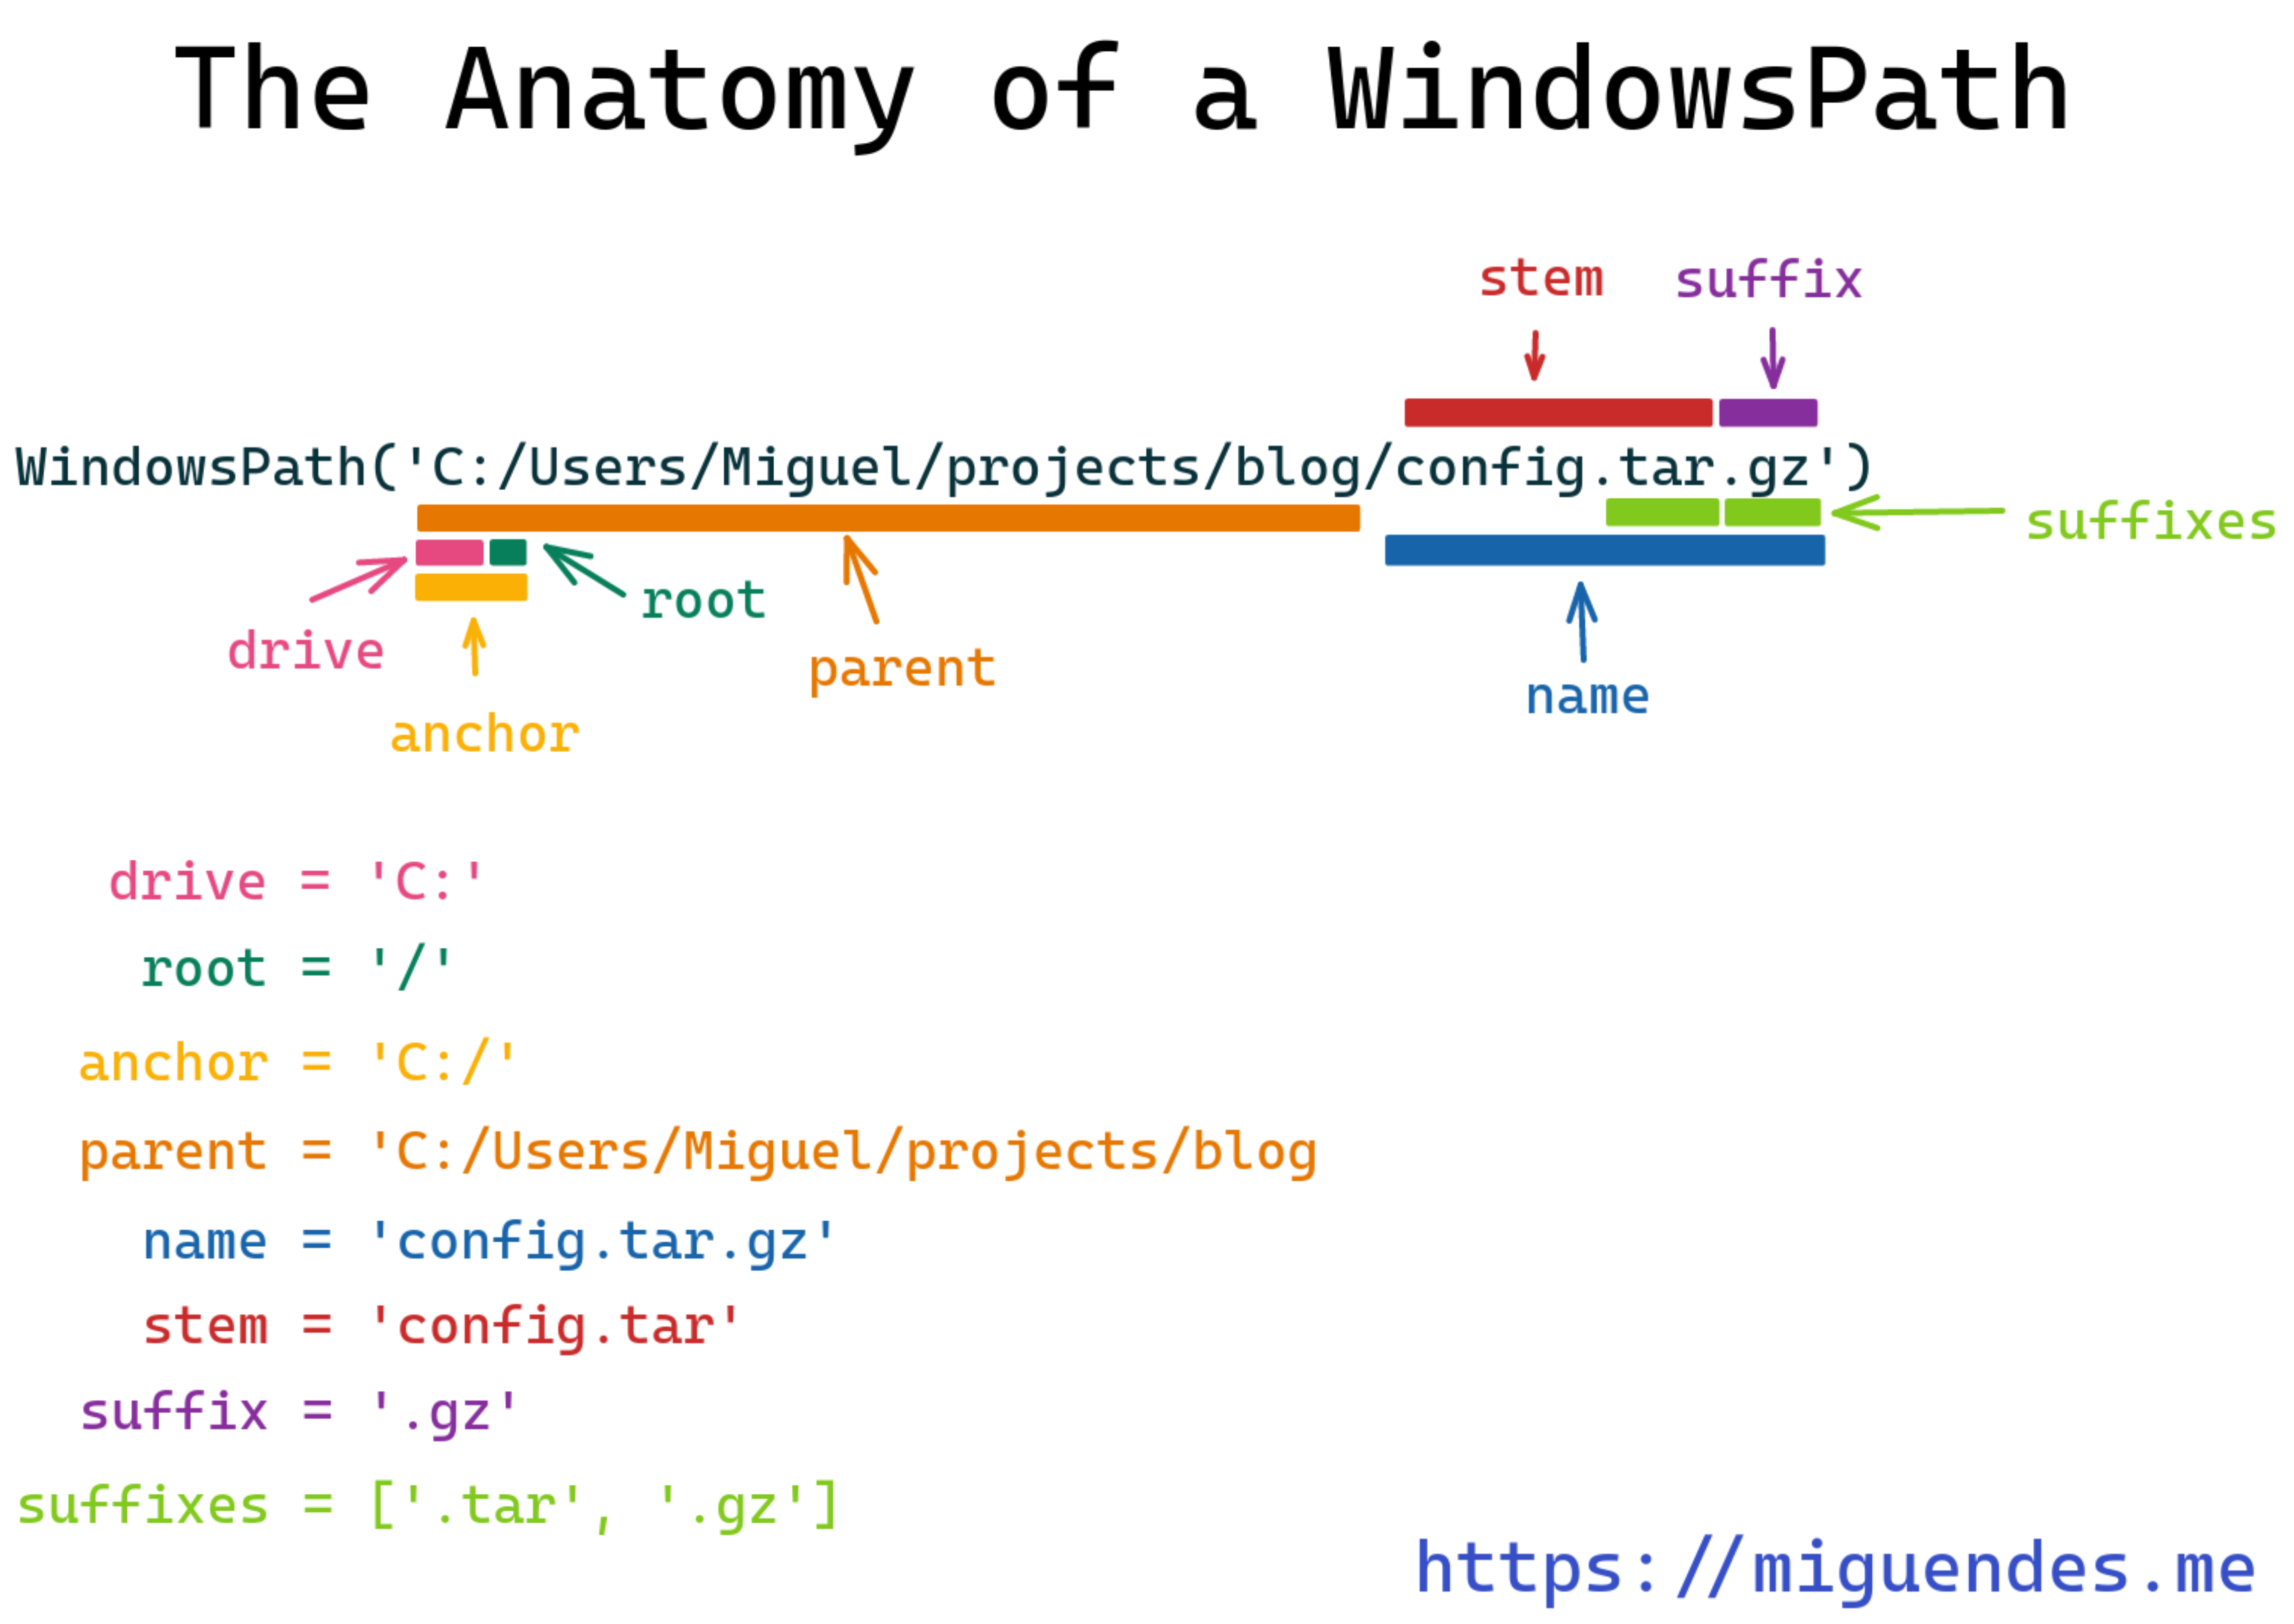 The Anatomy of a WindowsPath
stem suffix
WindowsPath('C:/Users/Miguel/projects/blog/config.tar.gz')
suffixes
root
drive
parent
name
anchor
drive = 'C:'
root = '/'
anchor = 'C:/'
parent = 'C:/Users/Miguel/projects/blog
name = 'config.tar.gz'
stem = 'config.tar'
suffix = '.gz'
suffixes = ['.tar', '.gz']
https://miguendes.me